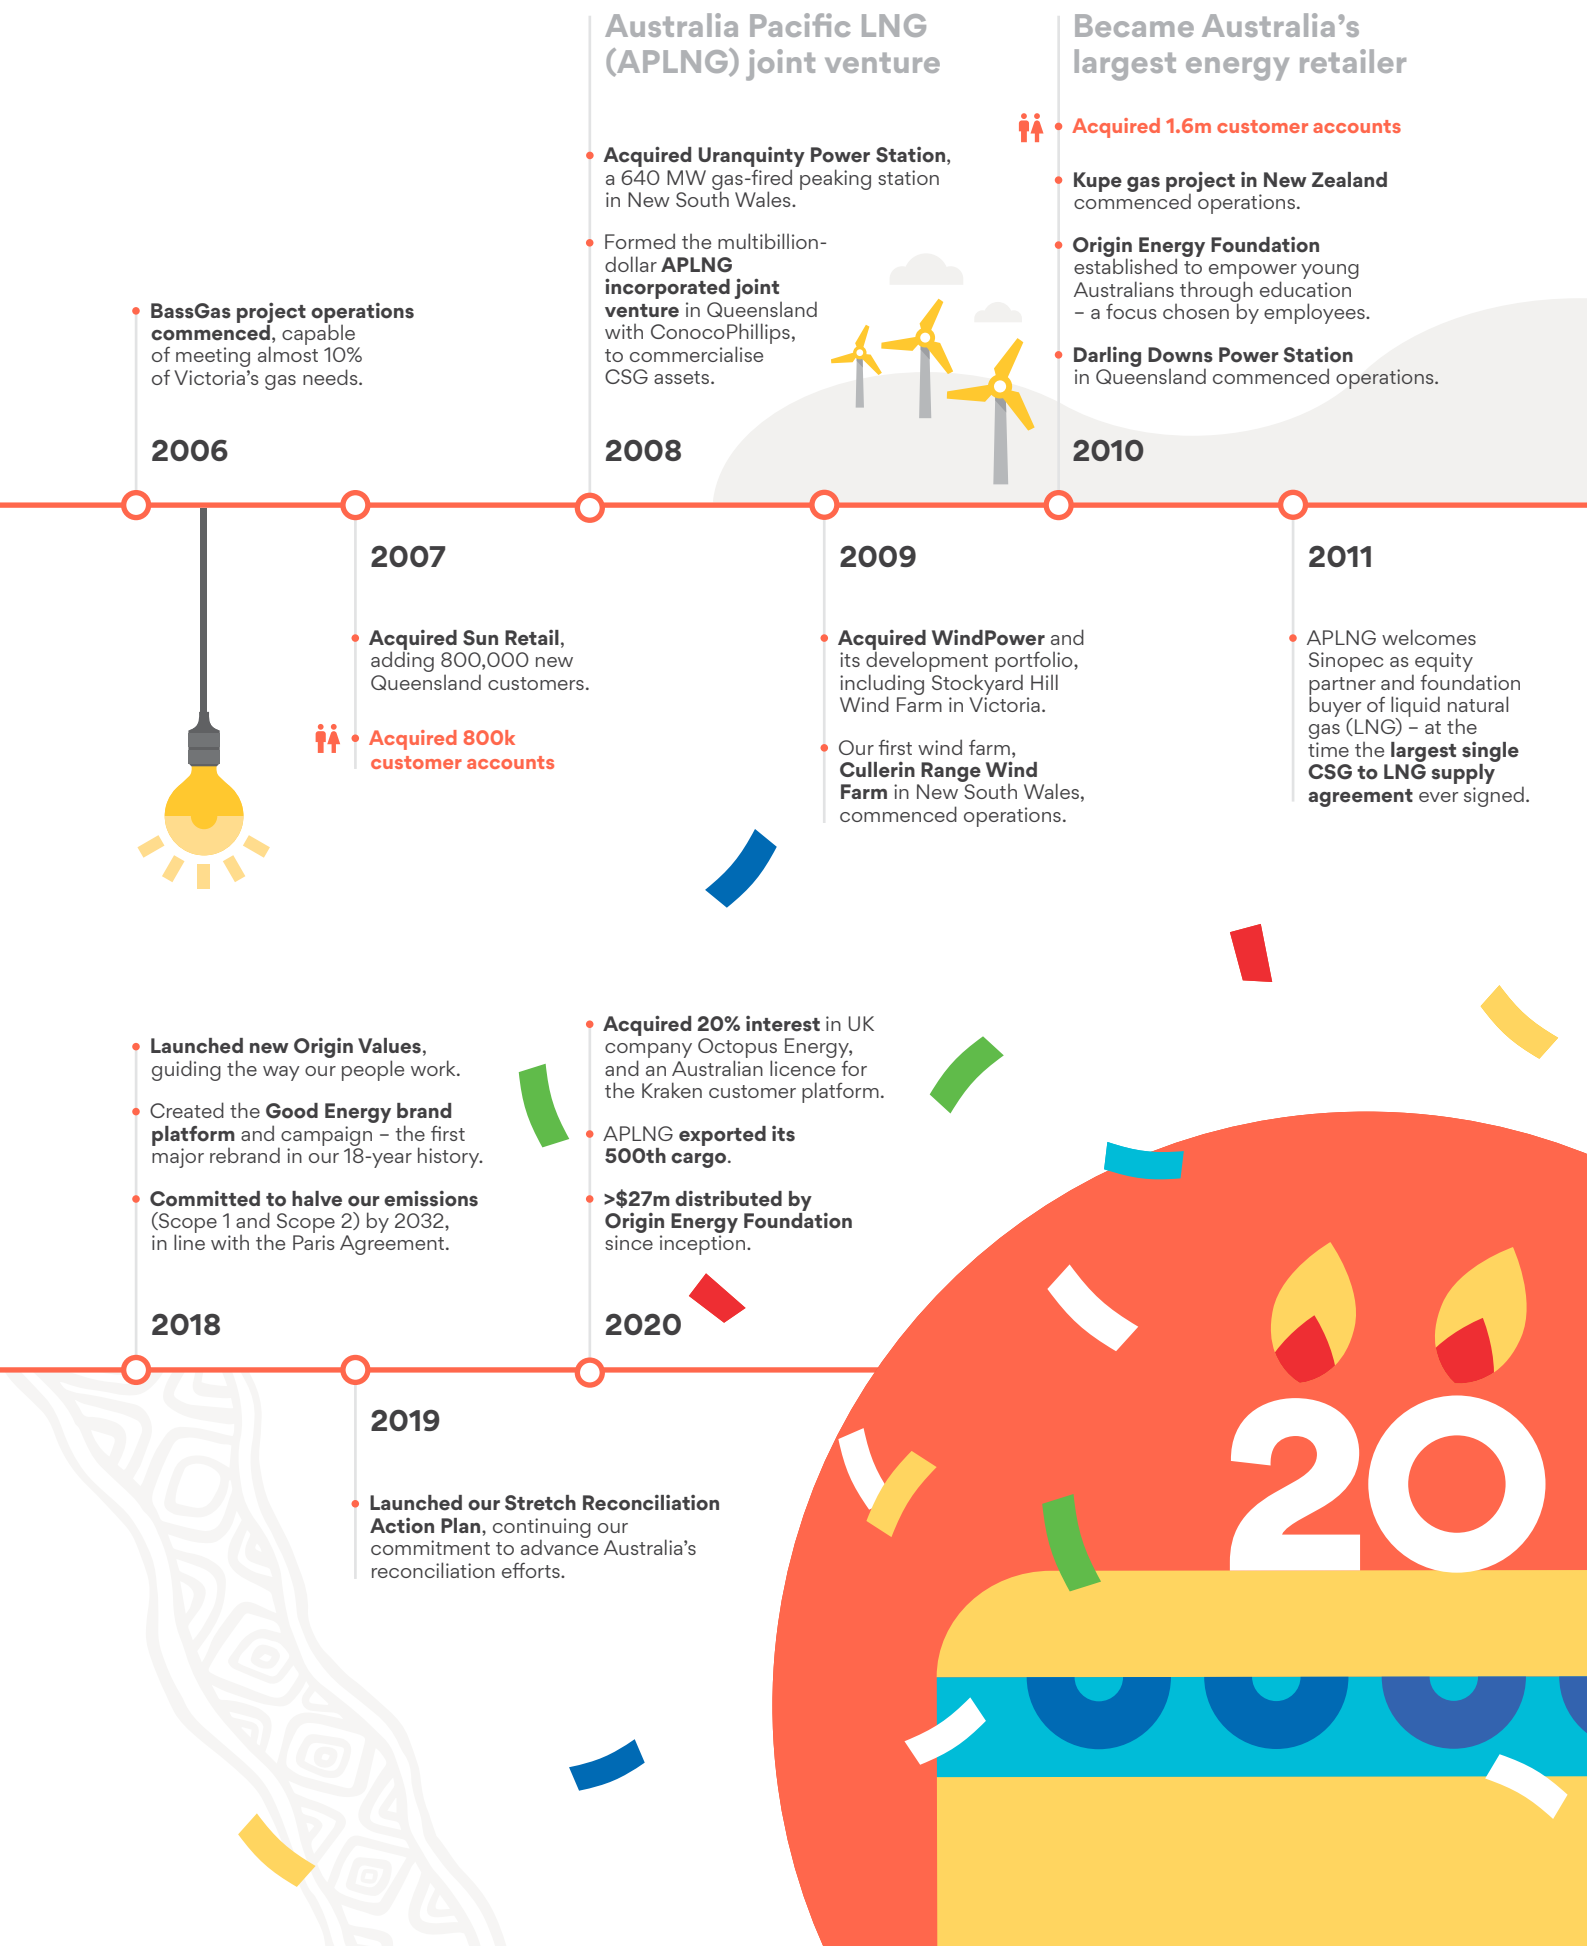 Australia Pacific LNG
(APLNG) joint venture
Became Australia’s
largest energy retailer
BassGas project operations
commenced, capable
of meeting almost 10%
of Victoria’s gas needs.
2006
Acquired Uranquinty Power Station,
a 640 MW gas-fired peaking station
in New South Wales.
Formed the multibillion-
dollar APLNG
incorporated joint
venture in Queensland
with ConocoPhillips,
to commercialise
CSG assets.
2008
Acquired 1.6m customer accounts
Kupe gas project in New Zealand
commenced operations.
Origin Energy Foundation
established to empower young
Australians through education
– a focus chosen by employees.
Darling Downs Power Station
in Queensland commenced operations.
2010
2007
Acquired Sun Retail,
adding 800,000 new
Queensland customers.
Acquired 800k
customer accounts
2009
Acquired WindPower and
its development portfolio,
including Stockyard Hill
Wind Farm in Victoria.
Our first wind farm,
Cullerin Range Wind
Farm in New South Wales,
commenced operations.
2011
APLNG welcomes
Sinopec as equity
partner and foundation
buyer of liquid natural
gas (LNG) – at the
time the largest single
CSG to LNG supply
agreement ever signed.
Launched new Origin Values,
guiding the way our people work.
Created the Good Energy brand
platform and campaign – the first
major rebrand in our 18-year history.
Committed to halve our emissions
(Scope 1 and Scope 2) by 2032,
in line with the Paris Agreement.
2018
Acquired 20% interest in UK
company Octopus Energy,
and an Australian licence for
the Kraken customer platform.
APLNG exported its
500th cargo.
>$27m distributed by
Origin Energy Foundation
since inception.
2020
2019
Launched our Stretch Reconciliation
Action Plan, continuing our
commitment to advance Australia’s
reconciliation efforts.
20